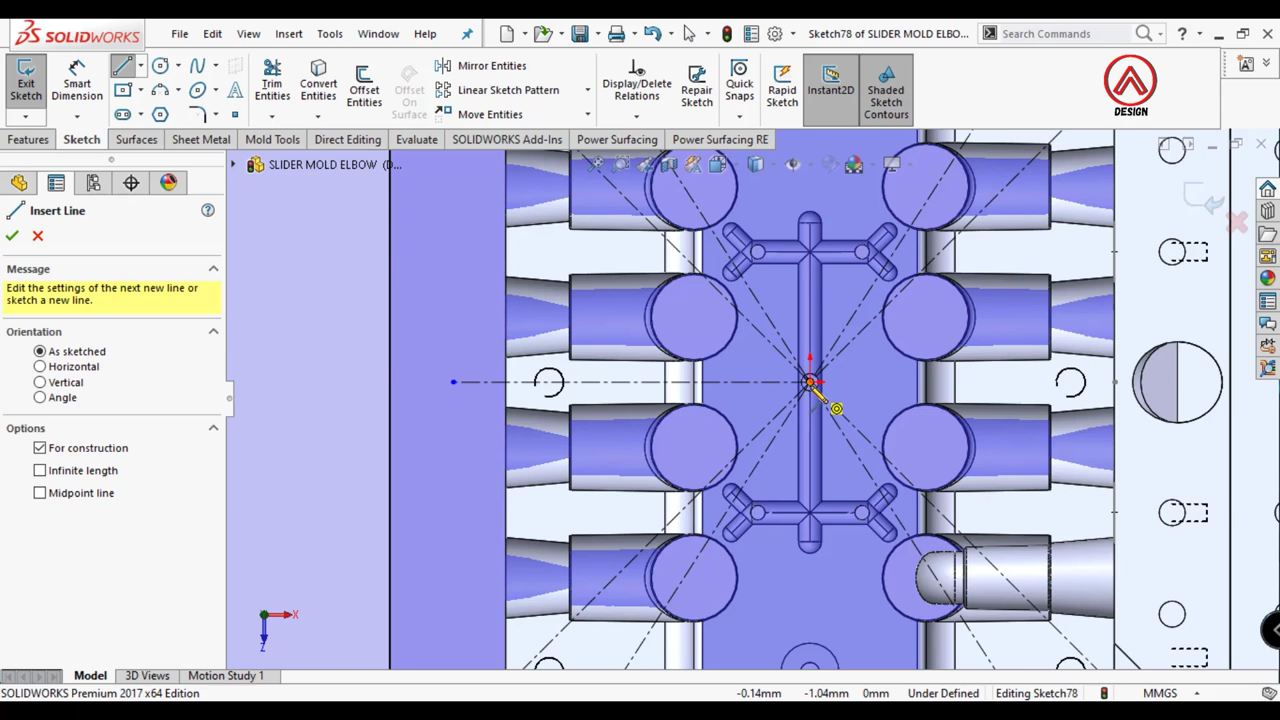 DS SOLIDWORKS File Edit View Insert Tools Window Help Sketch78 of SLIDER MOLD ELBO... Search Commands ?
Exit Sketch Smart Dimension Trim Entities Convert Entities Offset Entities Offset On Surface Mirror Entities Linear Sketch Pattern Move Entities Display/Delete Relations Repair Sketch Quick Snaps Rapid Sketch Instant2D Shaded Sketch Contours DESIGN
Features Sketch Surfaces Sheet Metal Mold Tools Direct Editing Evaluate SOLIDWORKS Add-Ins Power Surfacing Power Surfacing RE
SLIDER MOLD ELBOW (D...
Insert Line
Message
Edit the settings of the next new line or
sketch a new line.
Orientation
As sketched
Horizontal
Vertical
Angle
Options
For construction
Infinite length
Midpoint line
X
Z
Model 3D Views Motion Study 1
SOLIDWORKS Premium 2017 x64 Edition -0.14mm -1.04mm 0mm Under Defined Editing Sketch78 MMGS